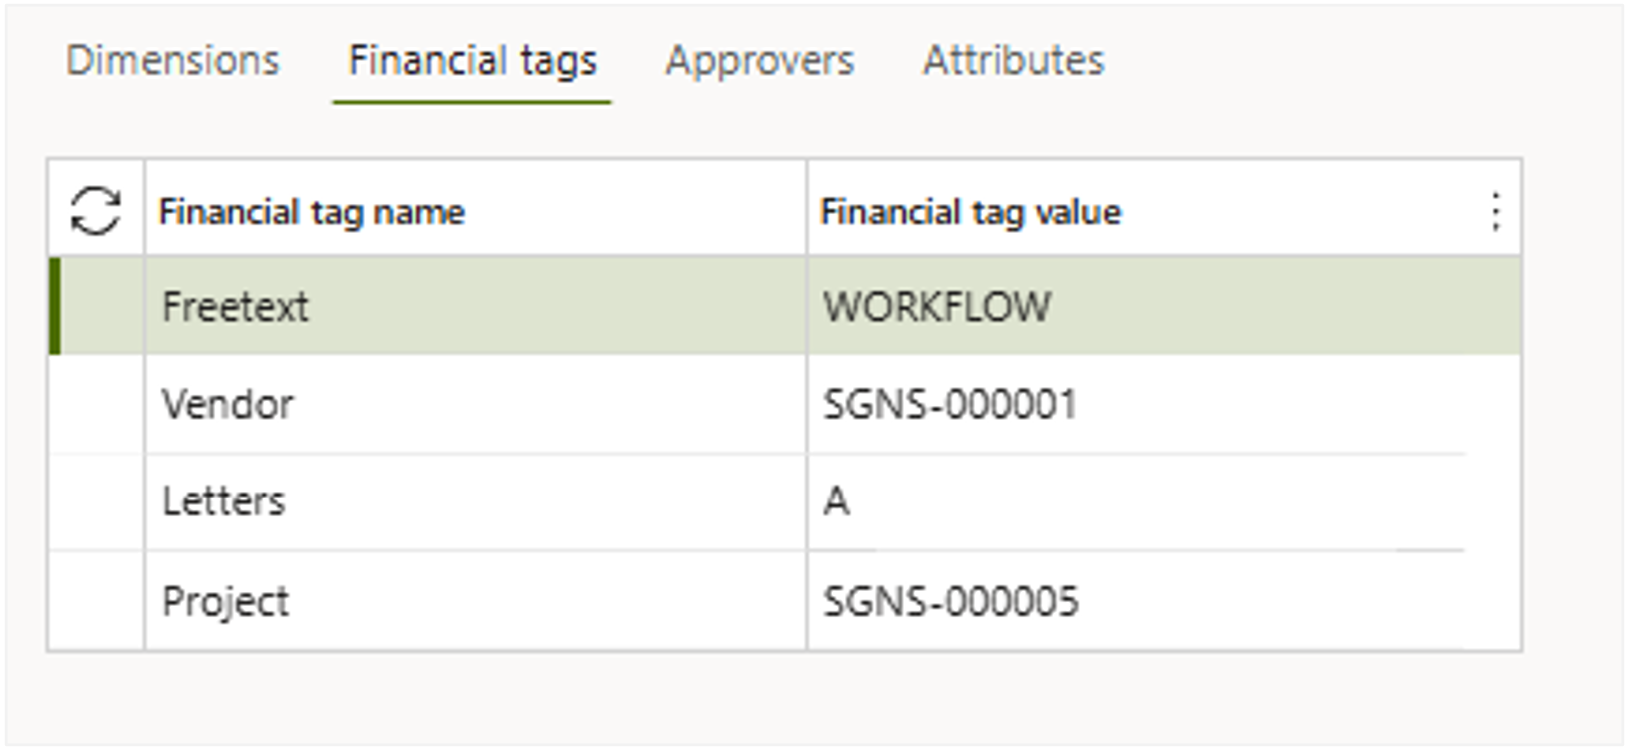 Dimensions Financial tags Approvers Attributes
Financial tag name Financial tag value
Freetext WORKFLOW
Vendor SGNS-000001
Letters A
Project SGNS-000005